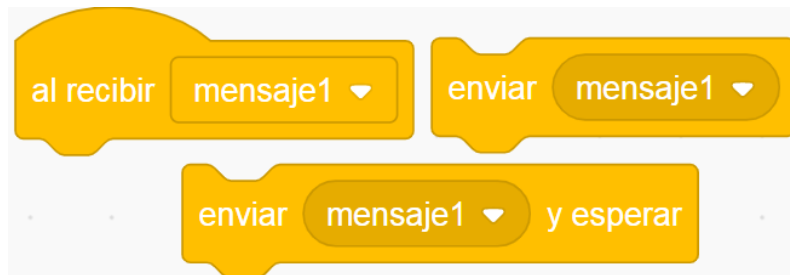 al recibir mensaje1
enviar mensaje1
enviar mensaje1 y esperar